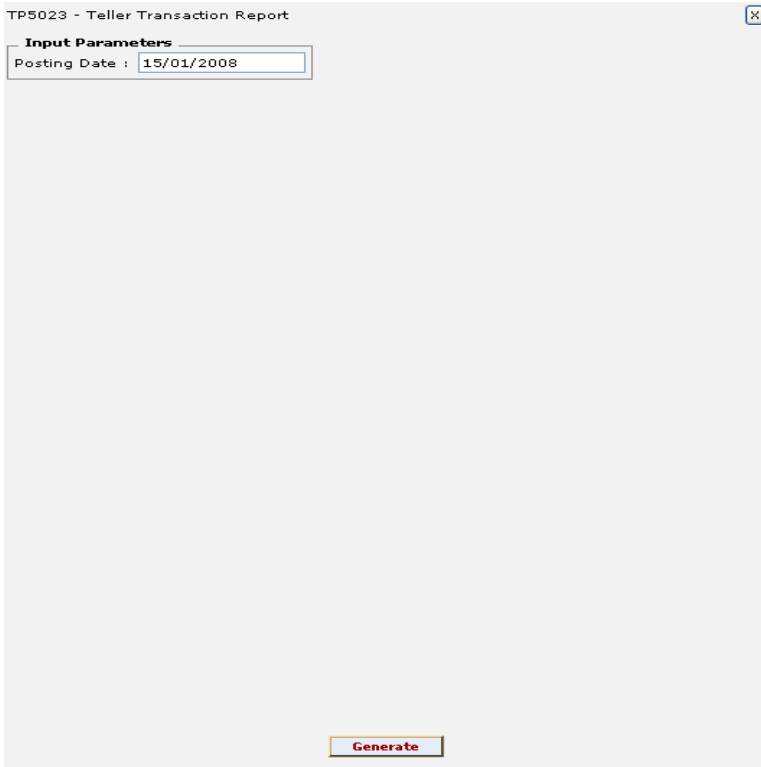 TP5023 - Teller Transaction Report
Input Parameters
Posting Date : 15/01/2008
Generate